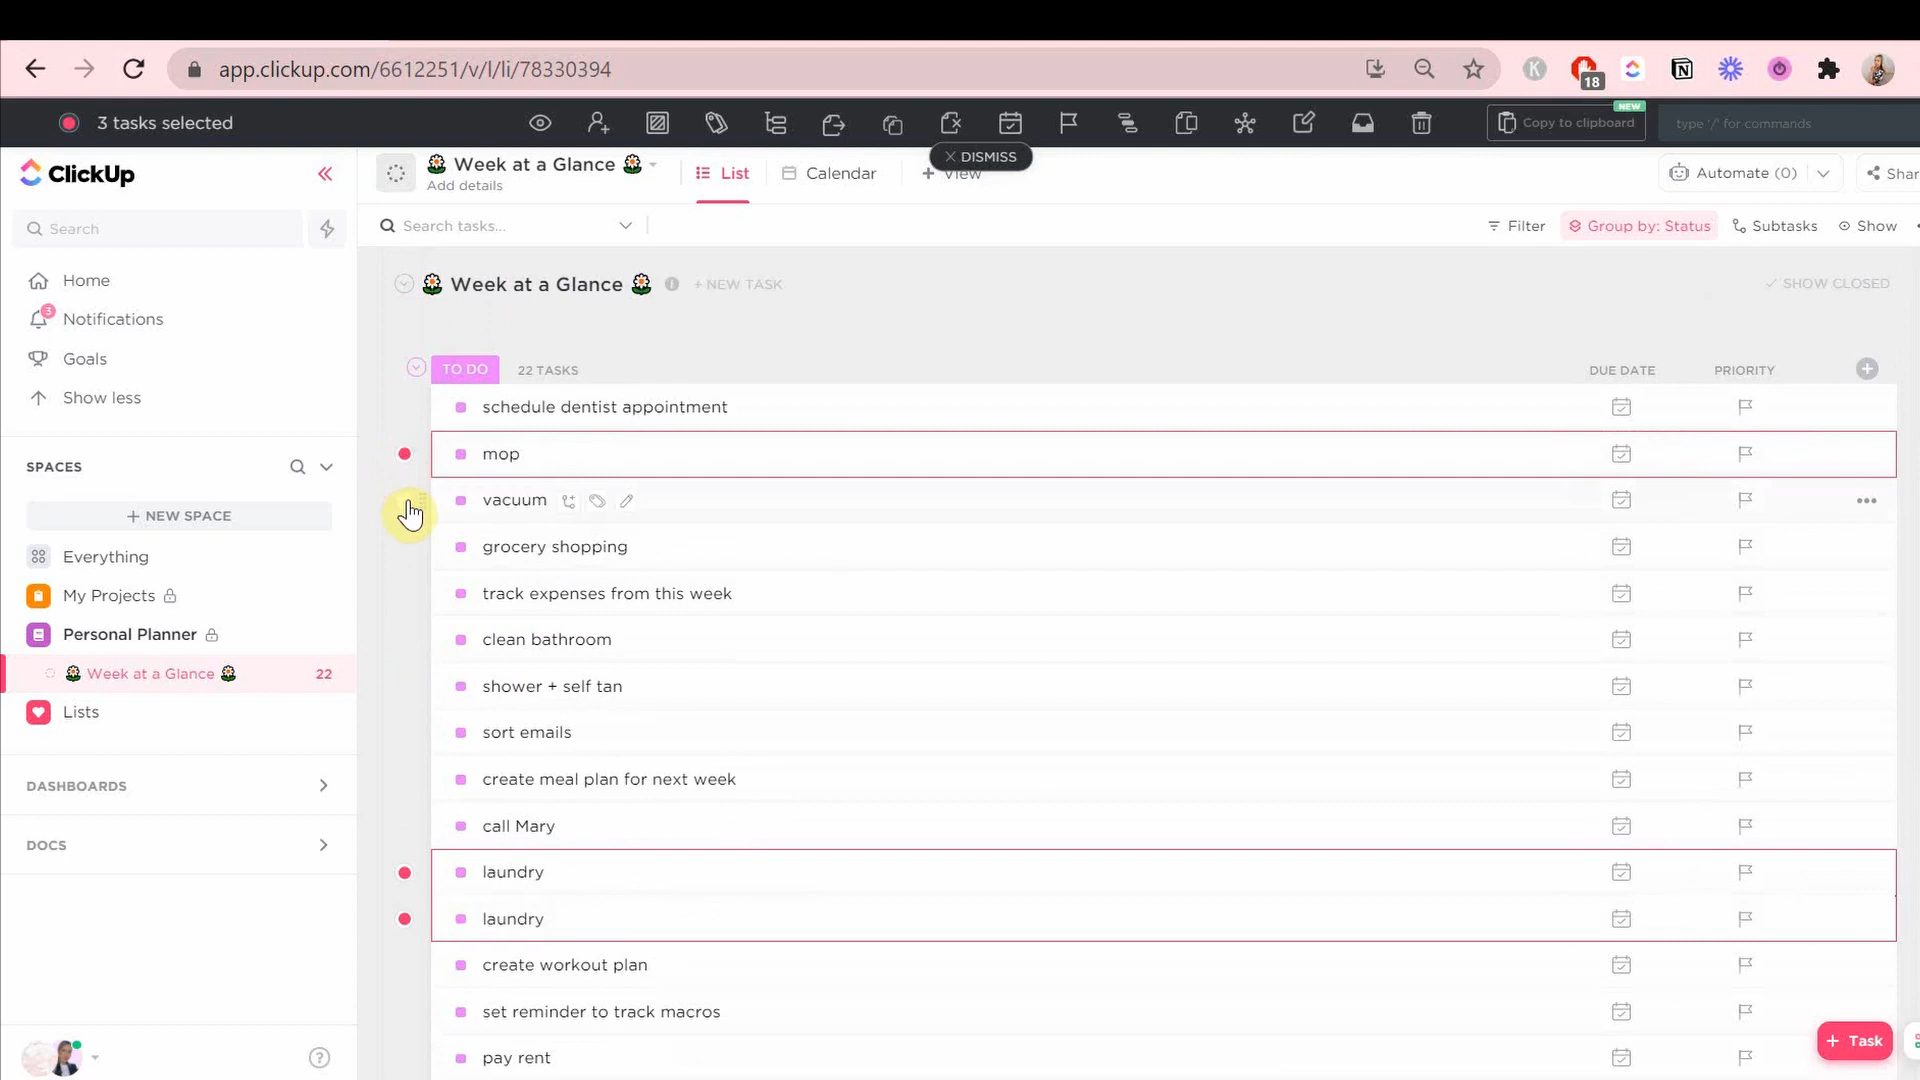 app.clickup.com/6612251/v/l/li/78330394
18
3 tasks selected
NEW
Copy to clipboard
type '/' for commands
DISMISS
ClickUp
Week at a Glance
Add details
List
Calendar
+ View
Automate (0)
Shar
Search
Search tasks...
Filter
Group by: Status
Subtasks
Show
Home
3
Notifications
Goals
Show less
Week at a Glance
+ NEW TASK
SHOW CLOSED
TO DO
22 TASKS
DUE DATE
PRIORITY
schedule dentist appointment
mop
vacuum
grocery shopping
track expenses from this week
clean bathroom
shower + self tan
sort emails
create meal plan for next week
call Mary
laundry
laundry
create workout plan
set reminder to track macros
pay rent
SPACES
+ NEW SPACE
Everything
My Projects
Personal Planner
Week at a Glance
22
Lists
DASHBOARDS
DOCS
+ Task